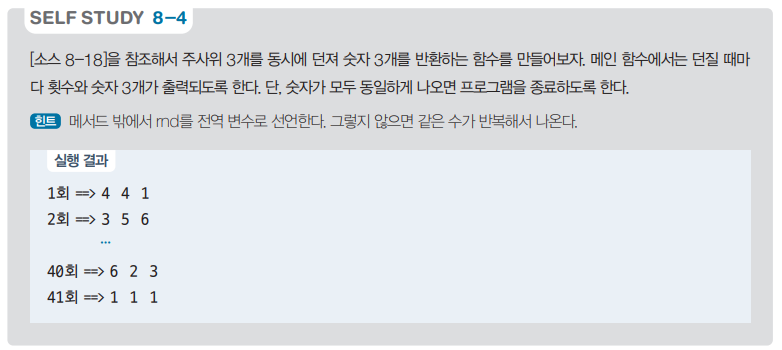 SELF STUDY 8-4
[소스 8-18]을 참조해서 주사위 3개를 동시에 던져 숫자 3개를 반환하는 함수를 만들어보자. 메인 함수에서는 던질 때마
다 횟수와 숫자 3개가 출력되도록 한다. 단, 숫자가 모두 동일하게 나오면 프로그램을 종료하도록 한다.
힌트 메서드 밖에서 rnd를 전역 변수로 선언한다. 그렇지 않으면 같은 수가 반복해서 나온다.
실행 결과
1회 ==> 4 4 1
2회 ==> 3 5 6
...
40회 ==> 6 2 3
41회 ==> 1 1 1